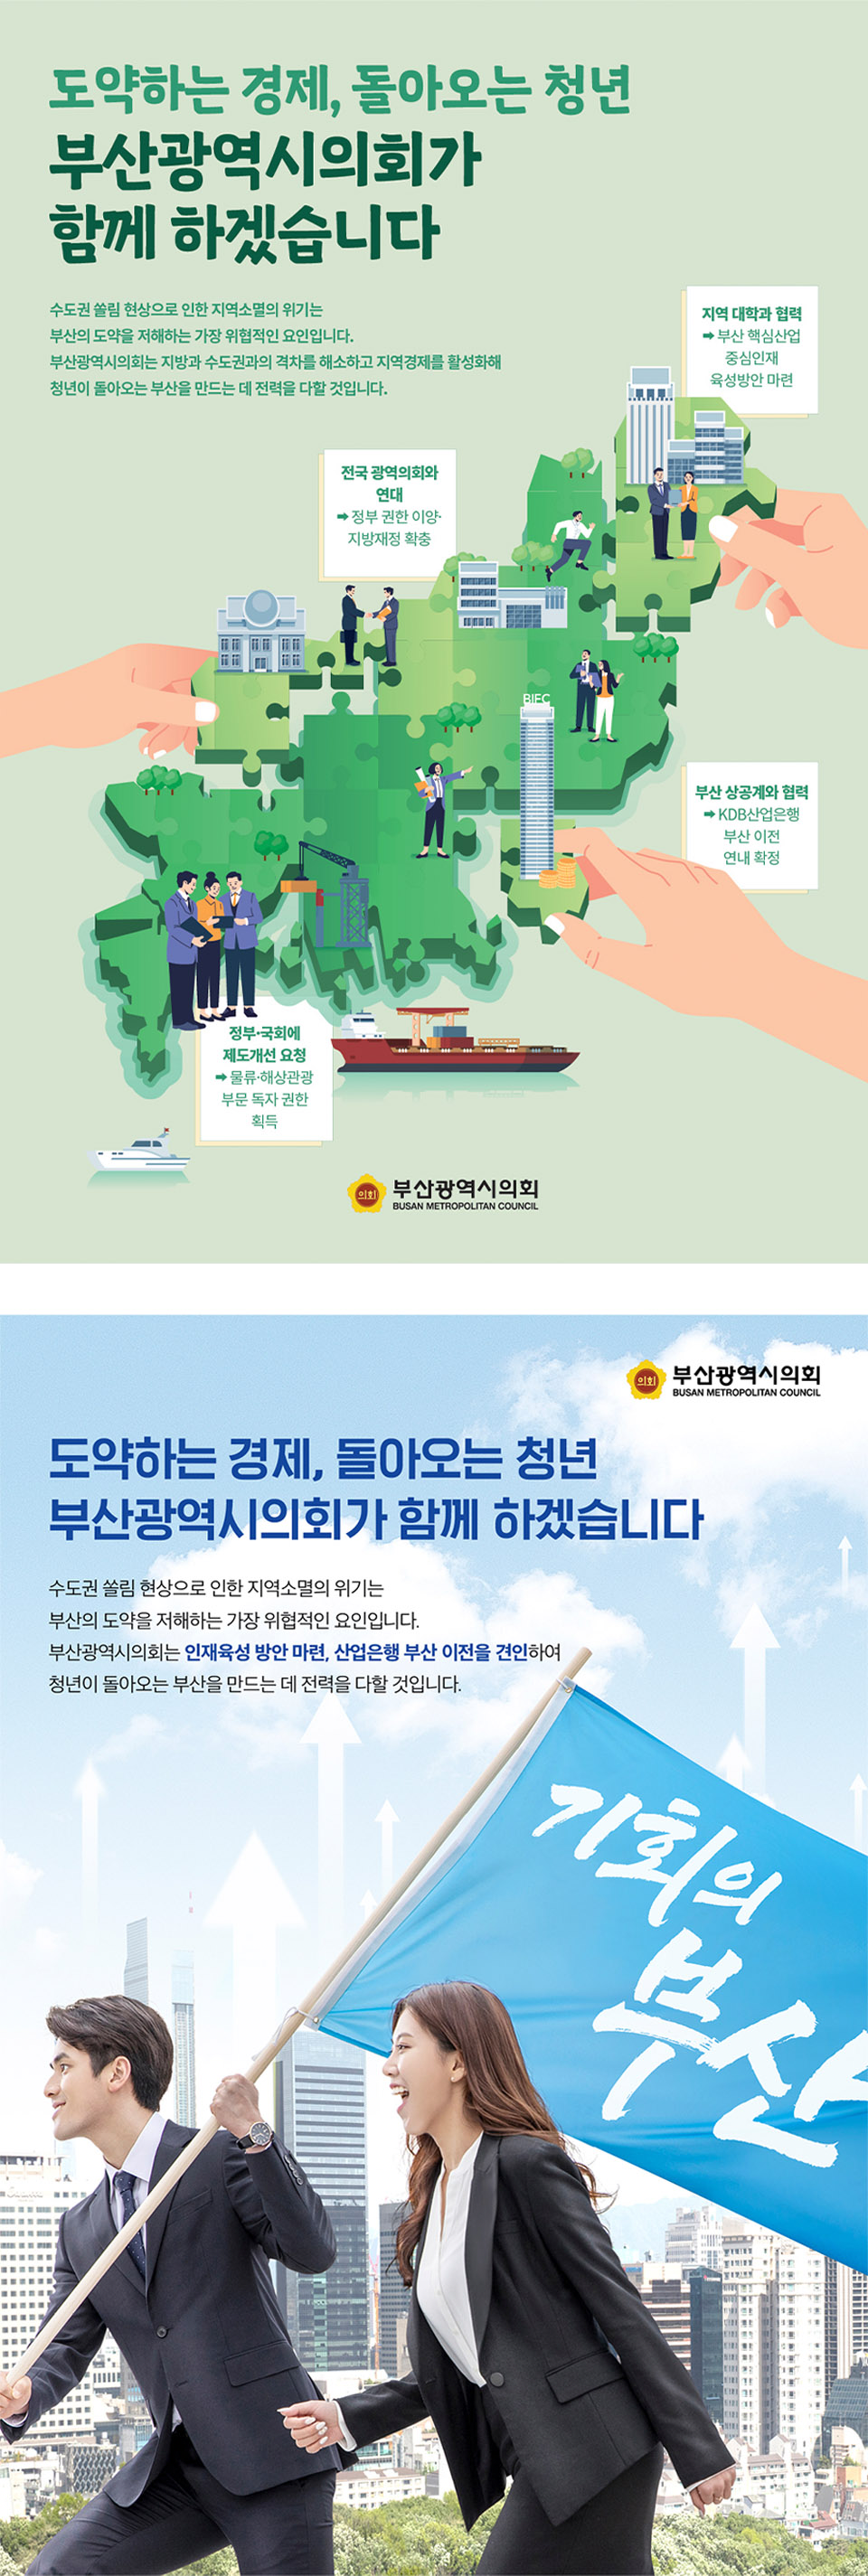 도약하는 경제, 돌아오는 청년
부산광역시의회가
함께 하겠습니다
수도권 쏠림 현상으로 인한 지역소멸의 위기는
부산의 도약을 저해하는 가장 위협적인 요인입니다.
부산광역시의회는 지방과 수도권과의 격차를 해소하고 지역경제를 활성화해
청년이 돌아오는 부산을 만드는 데 전력을 다할 것입니다.
지역 대학과 협력
➡ 부산 핵심산업
중심인재
육성방안 마련
전국 광역의회와
연대
➡ 정부 권한 이양·
지방재정 확충
BIFC
부산 상공계와 협력
➡ KDB산업은행
부산 이전
연내 확정
정부·국회에
제도개선 요청
➡ 물류·해상관광
부문 독자 권한
획득
의회
부산광역시의회
BUSAN METROPOLITAN COUNCIL
의회
부산광역시의회
BUSAN METROPOLITAN COUNCIL
도약하는 경제, 돌아오는 청년
부산광역시의회가 함께 하겠습니다
수도권 쏠림 현상으로 인한 지역소멸의 위기는
부산의 도약을 저해하는 가장 위협적인 요인입니다.
부산광역시의회는 인재육성 방안 마련, 산업은행 부산 이전을 견인하여
청년이 돌아오는 부산을 만드는 데 전력을 다할 것입니다.
기회의
부산